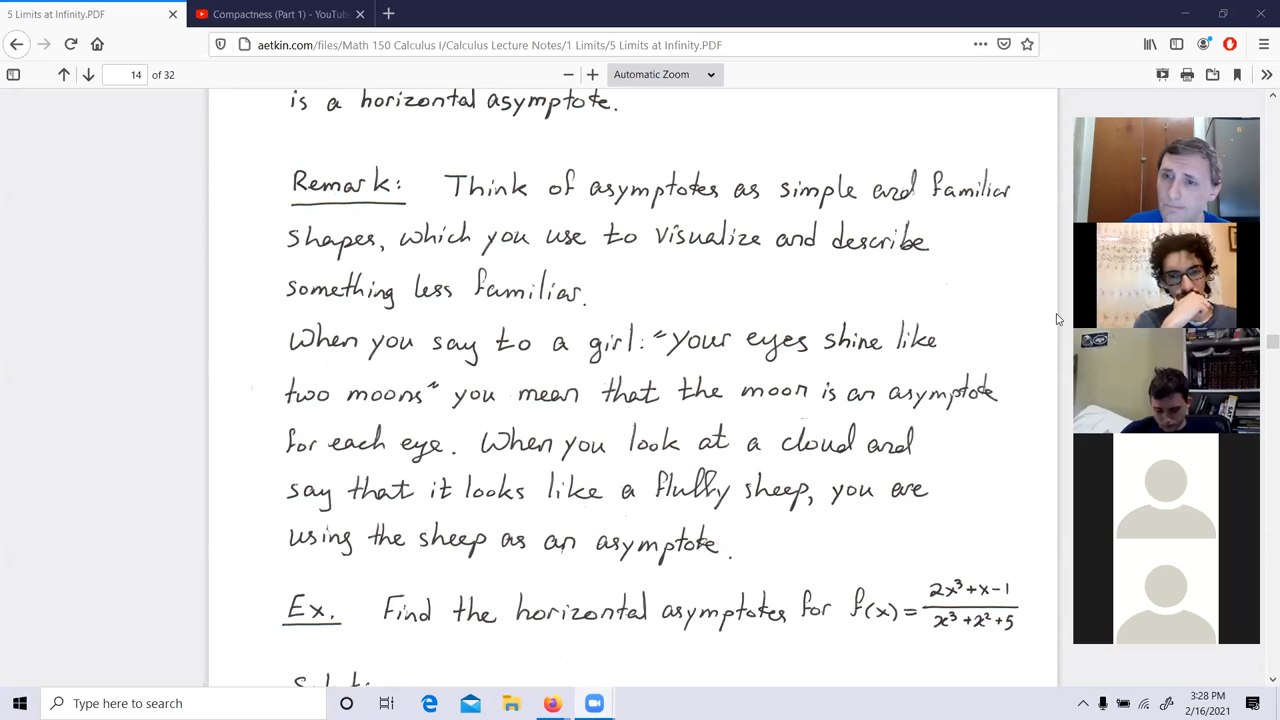 5 Limits at Infinity.PDF
Compactness (Part 1) - YouTub
aetkin.com/files/Math 150 Calculus I/Calculus Lecture Notes/1 Limits/5 Limits at Infinity.PDF
14 of 32
Automatic Zoom
is a horizontal asymptote.
Remark: Think of asymptotes as simple and familiar
shapes, which you use to visualize and describe
something less familiar.
When you say to a girl: "your eyes shine like
two moons" you mean that the moon is an asymptote
for each eye. When you look at a cloud and
say that it looks like a fluffy sheep, you are
using the sheep as an asymptote.
Ex. Find the horizontal asymptotes for f(x) = 2x³+x-1
x³+x²+5
Type here to search
3:28 PM
2/16/2021